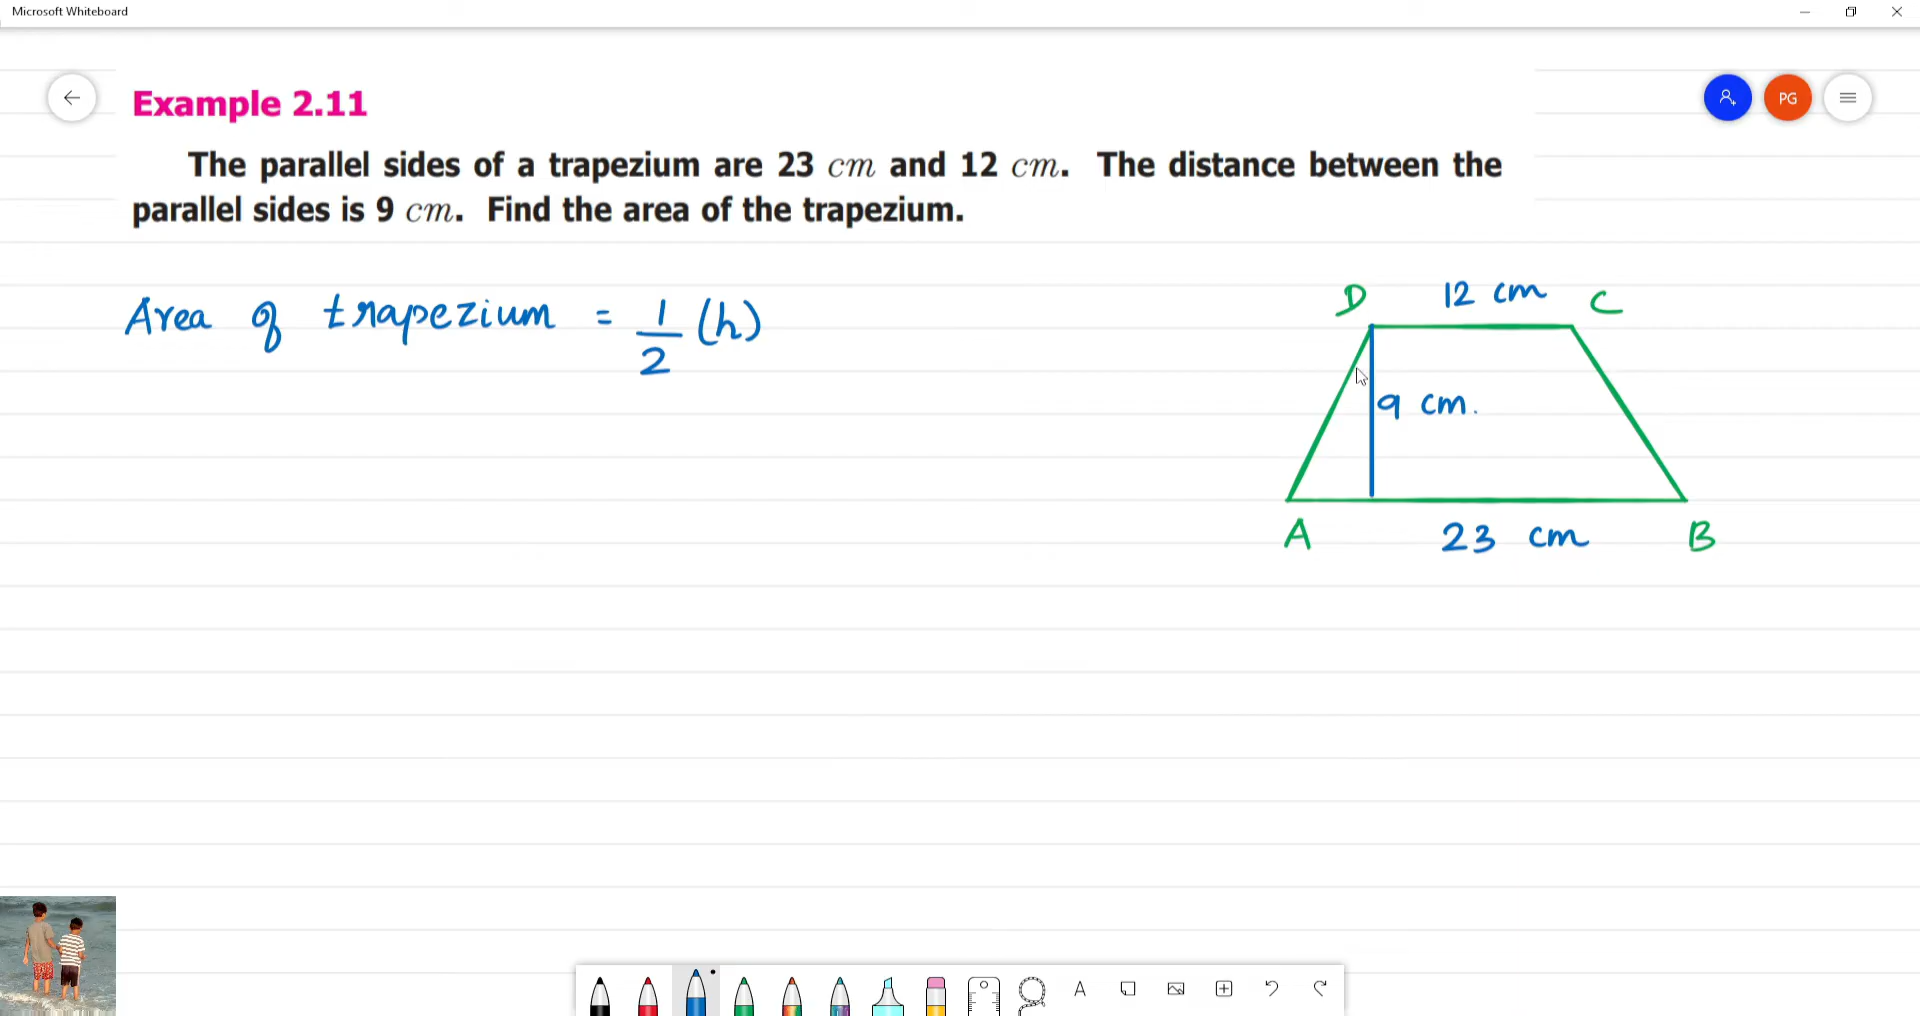 Microsoft Whiteboard
PG
Example 2.11
The parallel sides of a trapezium are 23 cm and 12 cm. The distance between the
parallel sides is 9 cm. Find the area of the trapezium.
Area of trapezium = 1/2 (h)
D 12 cm C
9 cm.
A 23 cm B
A